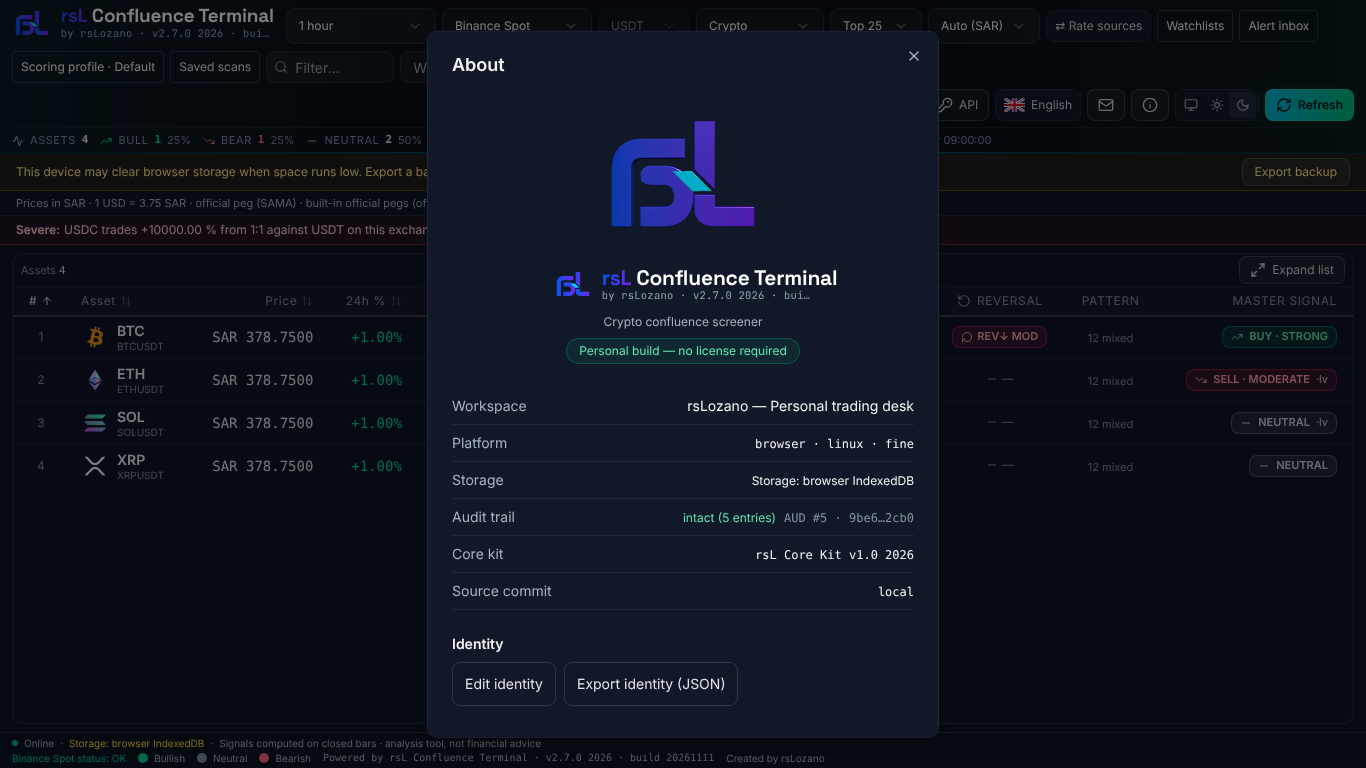 rsL Confluence Terminal
by rsLozano · v2.7.0 2026 · bui…
1 hour
Binance Spot
USDT
Crypto
Top 25
Auto (SAR)
⇄ Rate sources
Watchlists
Alert inbox
Scoring profile · Default
Saved scans
Filter...
API
English
Refresh
ASSETS 4
BULL 1 25%
BEAR 1 25%
NEUTRAL 2 50%
09:00:00
This device may clear browser storage when space runs low. Export a ba
Export backup
Prices in SAR · 1 USD = 3.75 SAR · official peg (SAMA) · built-in official pegs (of
Severe: USDC trades +10000.00 % from 1:1 against USDT on this exchan
Assets 4
Expand list
# Asset Price 24h % REVERSAL PATTERN MASTER SIGNAL
1 BTC SAR 378.7500 +1.00% REV↓ MOD 12 mixed BUY · STRONG
BTCUSDT
2 ETH SAR 378.7500 +1.00% — — 12 mixed SELL · MODERATE ·lv
ETHUSDT
3 SOL SAR 378.7500 +1.00% — — 12 mixed — NEUTRAL ·lv
SOLUSDT
4 XRP SAR 378.7500 +1.00% — — 12 mixed — NEUTRAL
XRPUSDT
About
rsL
rsL Confluence Terminal
by rsLozano · v2.7.0 2026 · bui…
Crypto confluence screener
Personal build — no license required
Workspace rsLozano — Personal trading desk
Platform browser · linux · fine
Storage Storage: browser IndexedDB
Audit trail intact (5 entries) AUD #5 · 9be6…2cb0
Core kit rsL Core Kit v1.0 2026
Source commit local
Identity
Edit identity
Export identity (JSON)
Online · Storage: browser IndexedDB · Signals computed on closed bars · analysis tool, not financial advice
Binance Spot status: OK Bullish Neutral Bearish Powered by rsL Confluence Terminal · v2.7.0 2026 · build 20261111 Created by rsLozano